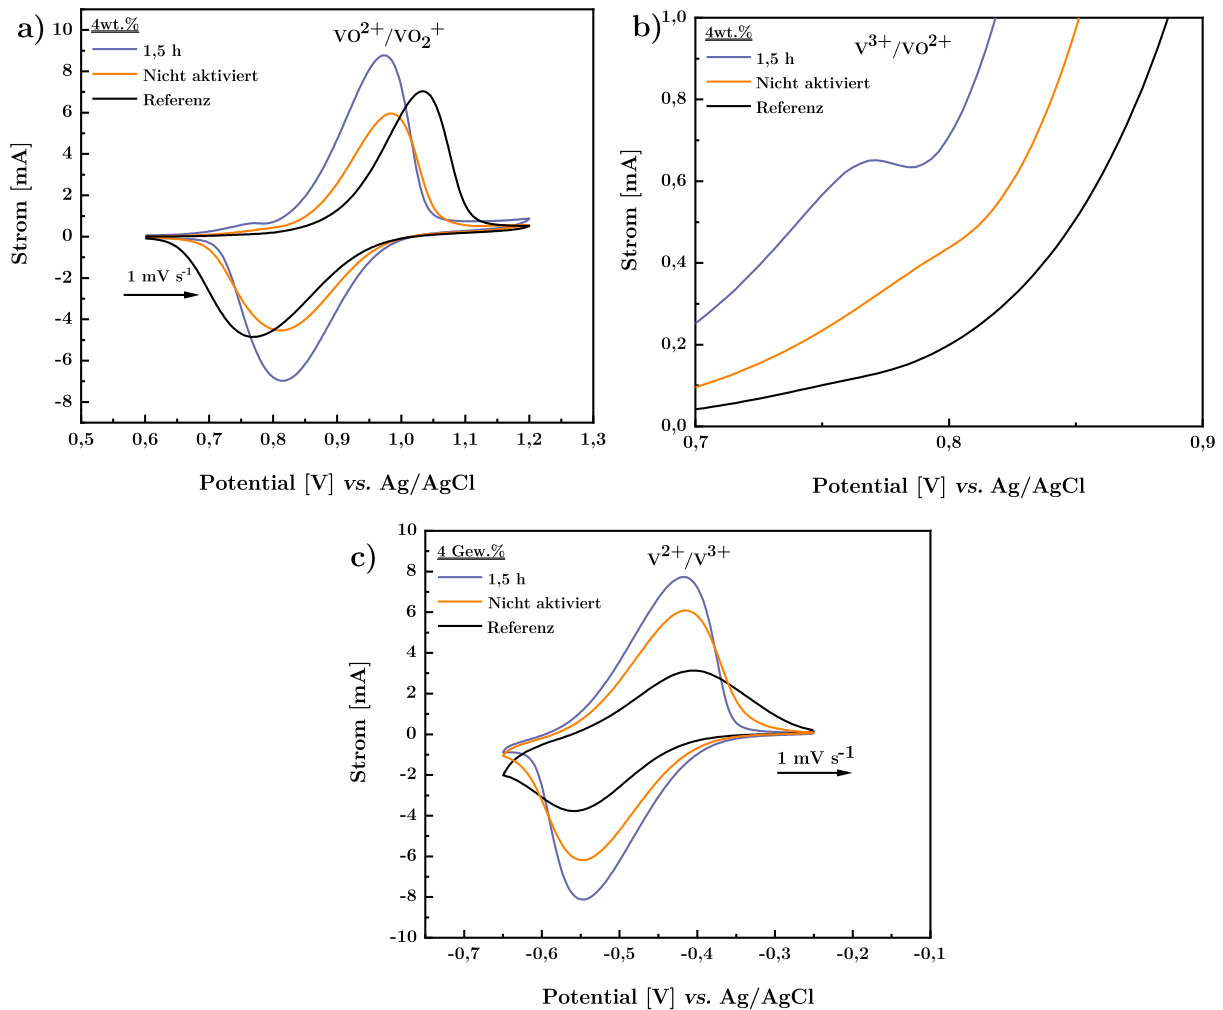 a)
4wt.%
1,5 h
Nicht aktiviert
Referenz
VO²⁺/VO₂⁺
1 mV s⁻¹
Strom [mA]
10
8
6
4
2
0
-2
-4
-6
-8
0,5 0,6 0,7 0,8 0,9 1,0 1,1 1,2 1,3
Potential [V] vs. Ag/AgCl
b)
4wt.%
1,5 h
Nicht aktiviert
Referenz
V³⁺/VO²⁺
Strom [mA]
1,0
0,8
0,6
0,4
0,2
0,0
0,7 0,8 0,9
Potential [V] vs. Ag/AgCl
c)
4 Gew.%
1,5 h
Nicht aktiviert
Referenz
V²⁺/V³⁺
1 mV s⁻¹
Strom [mA]
10
8
6
4
2
0
-2
-4
-6
-8
-10
-0,7 -0,6 -0,5 -0,4 -0,3 -0,2 -0,1
Potential [V] vs. Ag/AgCl